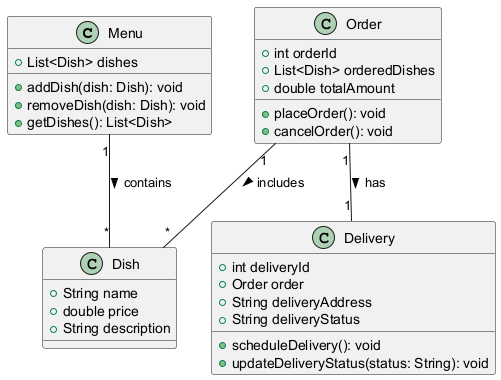 C Menu
List<Dish> dishes
addDish(dish: Dish): void
removeDish(dish: Dish): void
getDishes(): List<Dish>
C Order
int orderId
List<Dish> orderedDishes
double totalAmount
placeOrder(): void
cancelOrder(): void
1
contains
*
1
includes
*
1
has
1
C Dish
String name
double price
String description
C Delivery
int deliveryId
Order order
String deliveryAddress
String deliveryStatus
scheduleDelivery(): void
updateDeliveryStatus(status: String): void